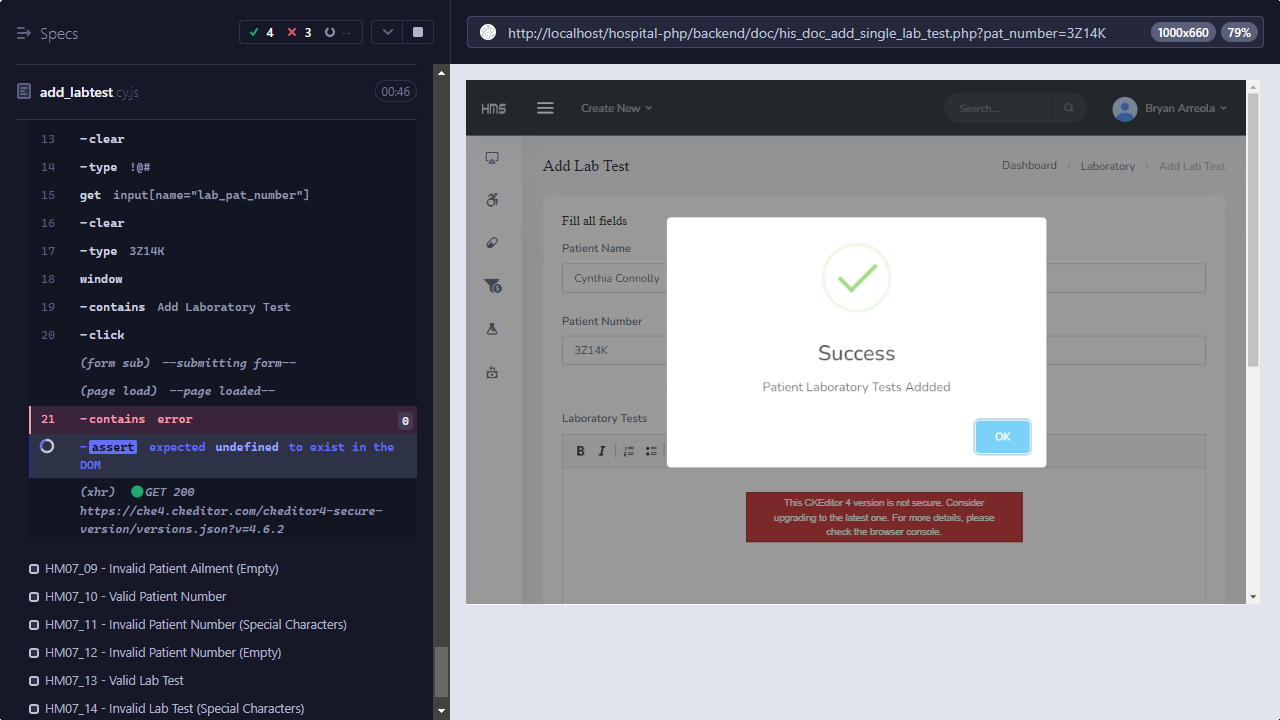 Specs
4
3
--
http://localhost/hospital-php/backend/doc/his_doc_add_single_lab_test.php?pat_number=3Z14K
1000x660
79%
add_labtest.cy.js
00:46
13 -clear
14 -type !@#
15 get input[name="lab_pat_number"]
16 -clear
17 -type 3Z14K
18 window
19 -contains Add Laboratory Test
20 -click
(form sub) --submitting form--
(page load) --page loaded--
21 -contains error 0
-assert expected undefined to exist in the
DOM
(xhr) GET 200
https://cke4.ckeditor.com/ckeditor4-secure-
version/versions.json?v=4.6.2
HM07_09 - Invalid Patient Ailment (Empty)
HM07_10 - Valid Patient Number
HM07_11 - Invalid Patient Number (Special Characters)
HM07_12 - Invalid Patient Number (Empty)
HM07_13 - Valid Lab Test
HM07_14 - Invalid Lab Test (Special Characters)
HMS
Create New
Search...
Bryan Arreola
Add Lab Test
Dashboard > Laboratory > Add Lab Test
Fill all fields
Patient Name
Cynthia Connolly
Patient Number
3Z14K
Laboratory Tests
B I
Success
Patient Laboratory Tests Addded
OK
This CKEditor 4 version is not secure. Consider
upgrading to the latest one. For more details, please
check the browser console.